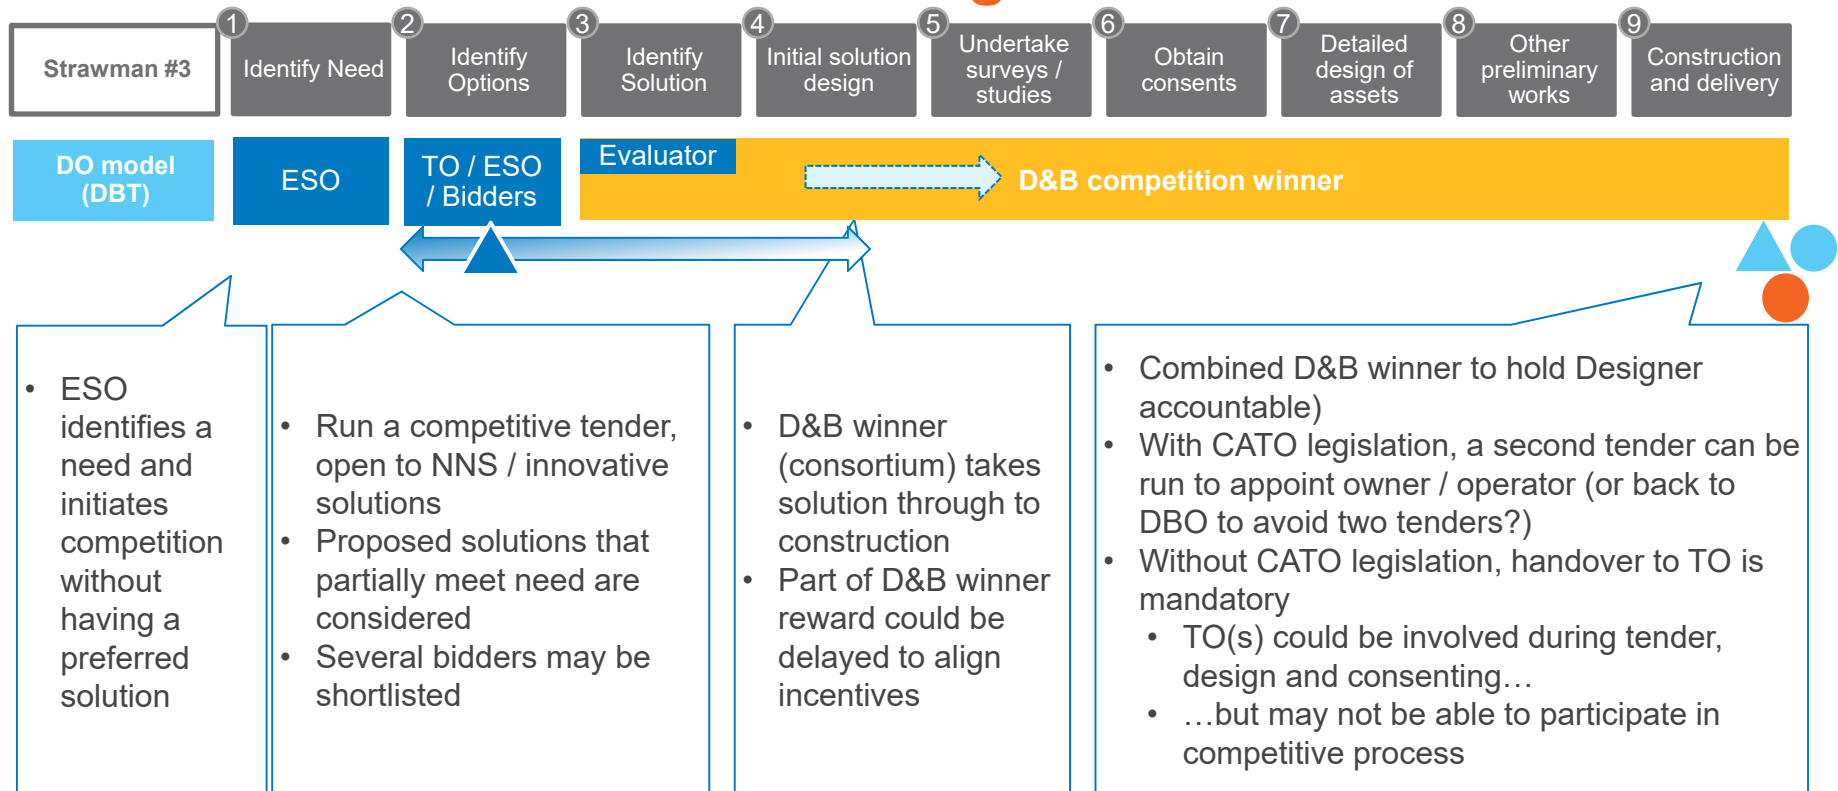 Strawman #3
1
Identify Need
2
Identify
Options
3
Identify
Solution
4
Initial solution
design
5
Undertake
surveys /
studies
6
Obtain
consents
7
Detailed
design of
assets
8
Other
preliminary
works
9
Construction
and delivery
DO model
(DBT)
ESO
TO / ESO
/ Bidders
Evaluator
D&B competition winner
• ESO
identifies a
need and
initiates
competition
without
having a
preferred
solution
• Run a competitive tender,
open to NNS / innovative
solutions
• Proposed solutions that
partially meet need are
considered
• Several bidders may be
shortlisted
• D&B winner
(consortium) takes
solution through to
construction
• Part of D&B winner
reward could be
delayed to align
incentives
• Combined D&B winner to hold Designer
accountable)
• With CATO legislation, a second tender can be
run to appoint owner / operator (or back to
DBO to avoid two tenders?)
• Without CATO legislation, handover to TO is
mandatory
• TO(s) could be involved during tender,
design and consenting…
• …but may not be able to participate in
competitive process